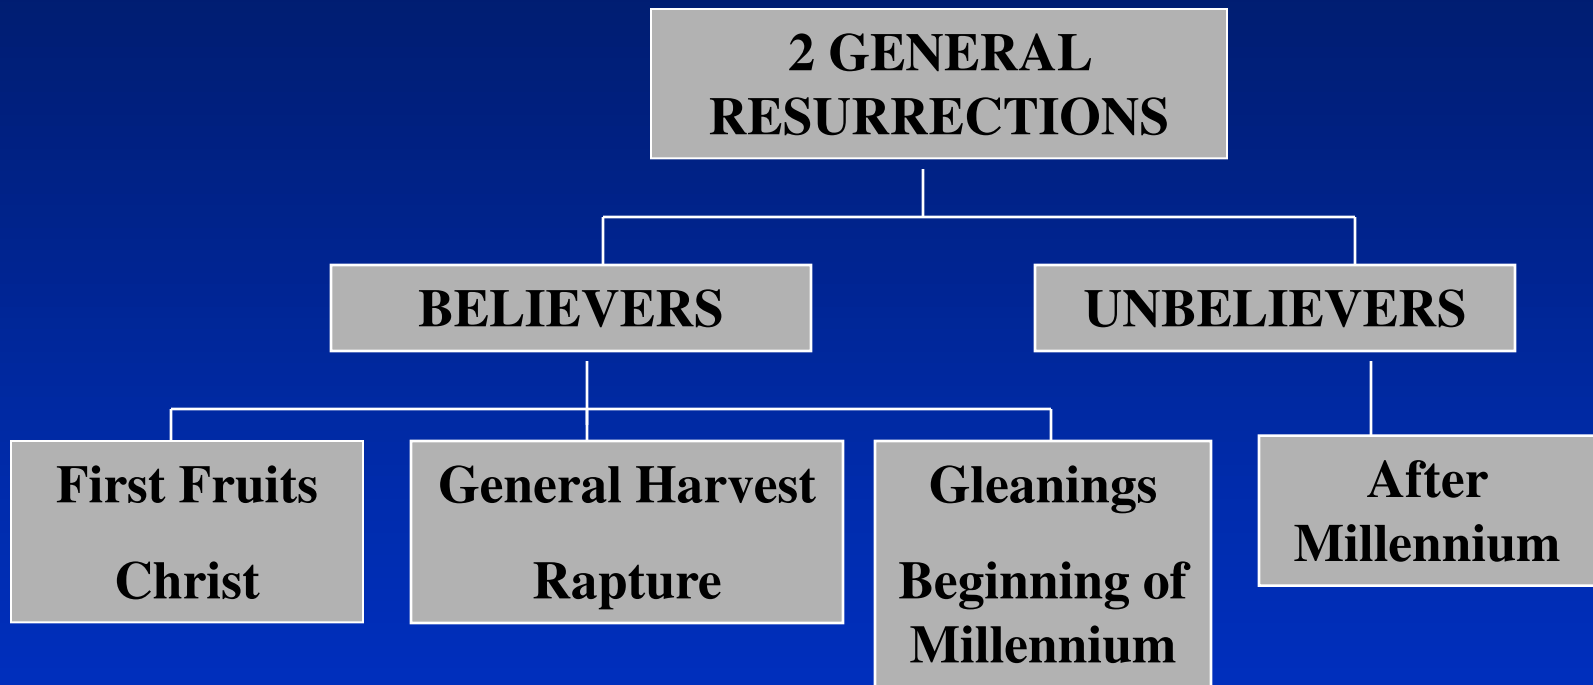 2 GENERAL
RESURRECTIONS
BELIEVERS
UNBELIEVERS
First Fruits
Christ
General Harvest
Rapture
Gleanings
Beginning of
Millennium
After
Millennium